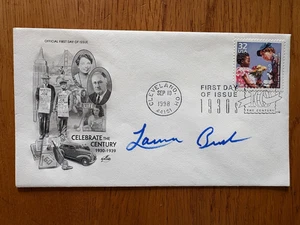 OFFICIAL FIRST DAY OF ISSUE
CELEBRATE THE
CENTURY
1930-1939
CLEVELAND, OH
SEP 10
1998
44101
32
USA
FIRST DAY
OF ISSUE
Laura Bush